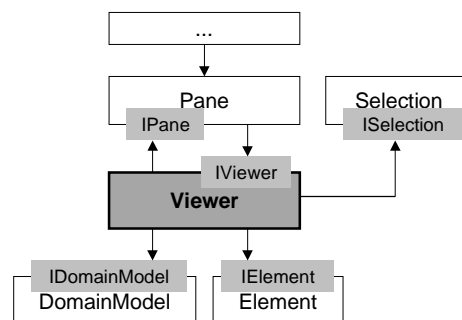 ...
Pane
Selection
IPane
ISelection
IViewer
Viewer
IDomainModel
IElement
DomainModel
Element